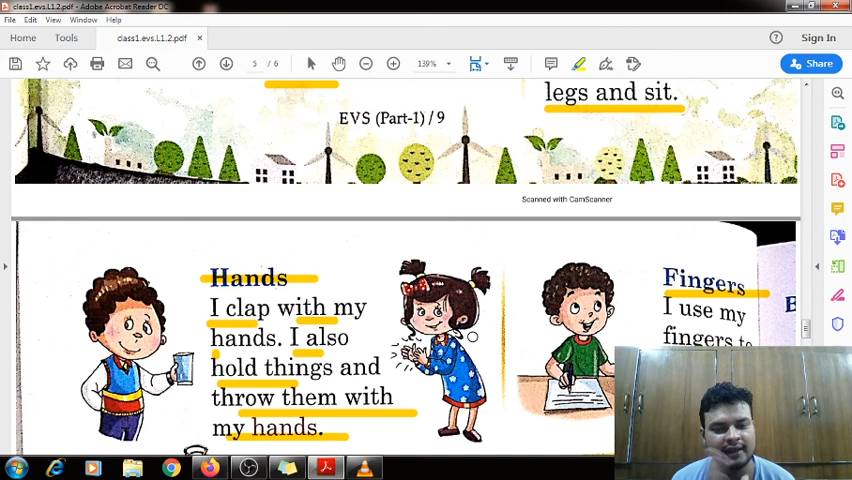 class1.evs.L1.2.pdf - Adobe Acrobat Reader DC
File Edit View Window Help
Home Tools class1.evs.L1.2.pdf × Sign In
5 / 6 139% Share
legs and sit.
EVS (Part-1) / 9
Scanned with CamScanner
Hands
I clap with my
hands. I also
hold things and
throw them with
my hands.
Fingers
I use my
fingers to
B